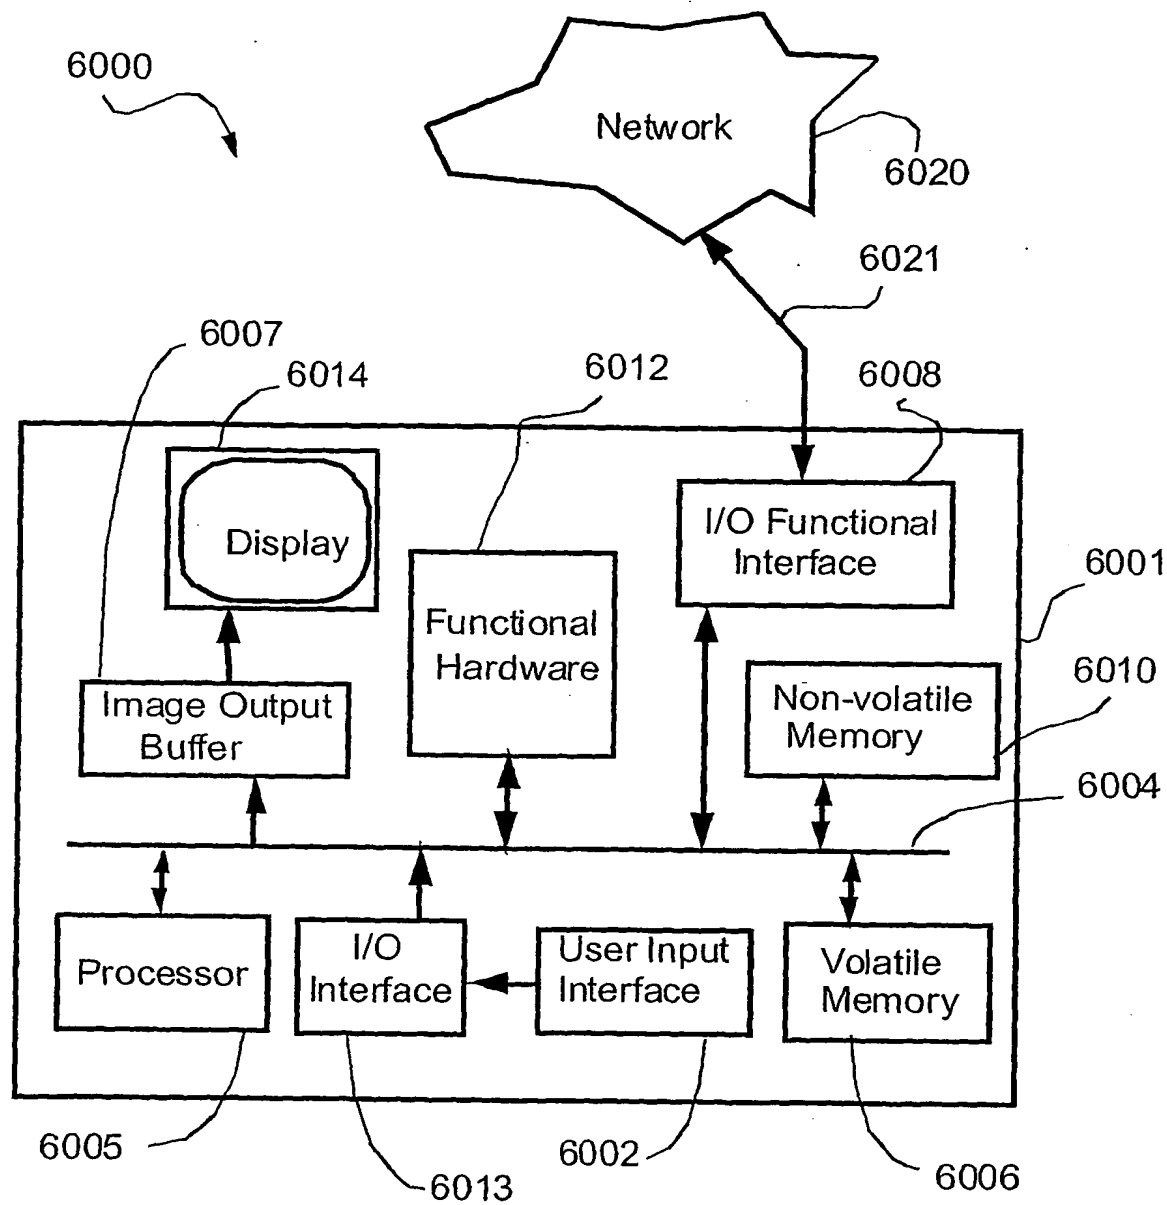 6000
Network
6020
6021
6007
6014
6012
6008
Display
I/O Functional
Interface
6001
Functional
Hardware
6010
Image Output
Buffer
Non-volatile
Memory
6004
Processor
I/O
Interface
User Input
Interface
Volatile
Memory
6005
6013
6002
6006